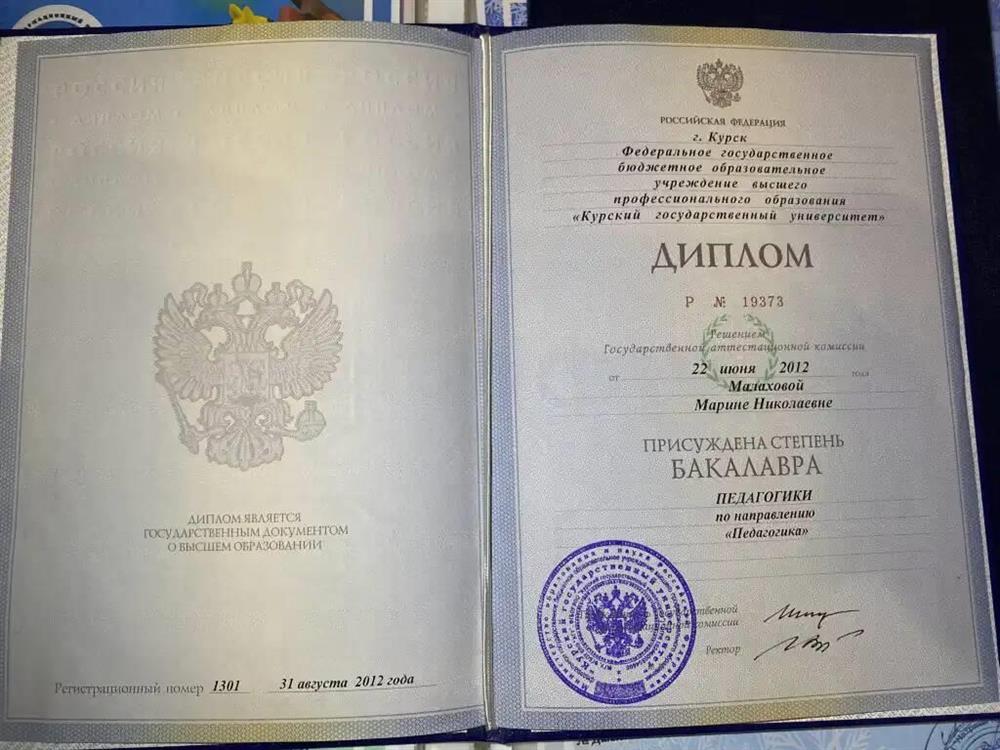 ДИПЛОМ ЯВЛЯЕТСЯ
ГОСУДАРСТВЕННЫМ ДОКУМЕНТОМ
О ВЫСШЕМ ОБРАЗОВАНИИ
Регистрационный номер 1301 31 августа 2012 года
РОССИЙСКАЯ ФЕДЕРАЦИЯ
г. Курск
Федеральное государственное
бюджетное образовательное
учреждение высшего
профессионального образования
«Курский государственный университет»
ДИПЛОМ
Р № 19373
Решением
Государственной аттестационной комиссии
от 22 июня 2012 года
Малаховой
Марине Николаевне
ПРИСУЖДЕНА СТЕПЕНЬ
БАКАЛАВРА
ПЕДАГОГИКИ
по направлению
«Педагогика»
Ректор